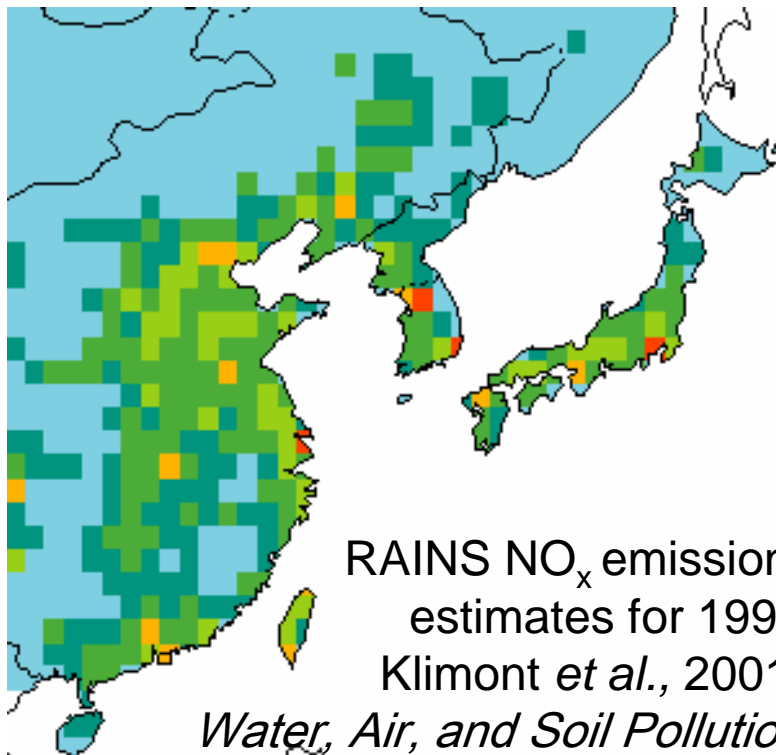 RAINS NOx emission
estimates for 199
Klimont et al., 2001
Water, Air, and Soil Pollutio